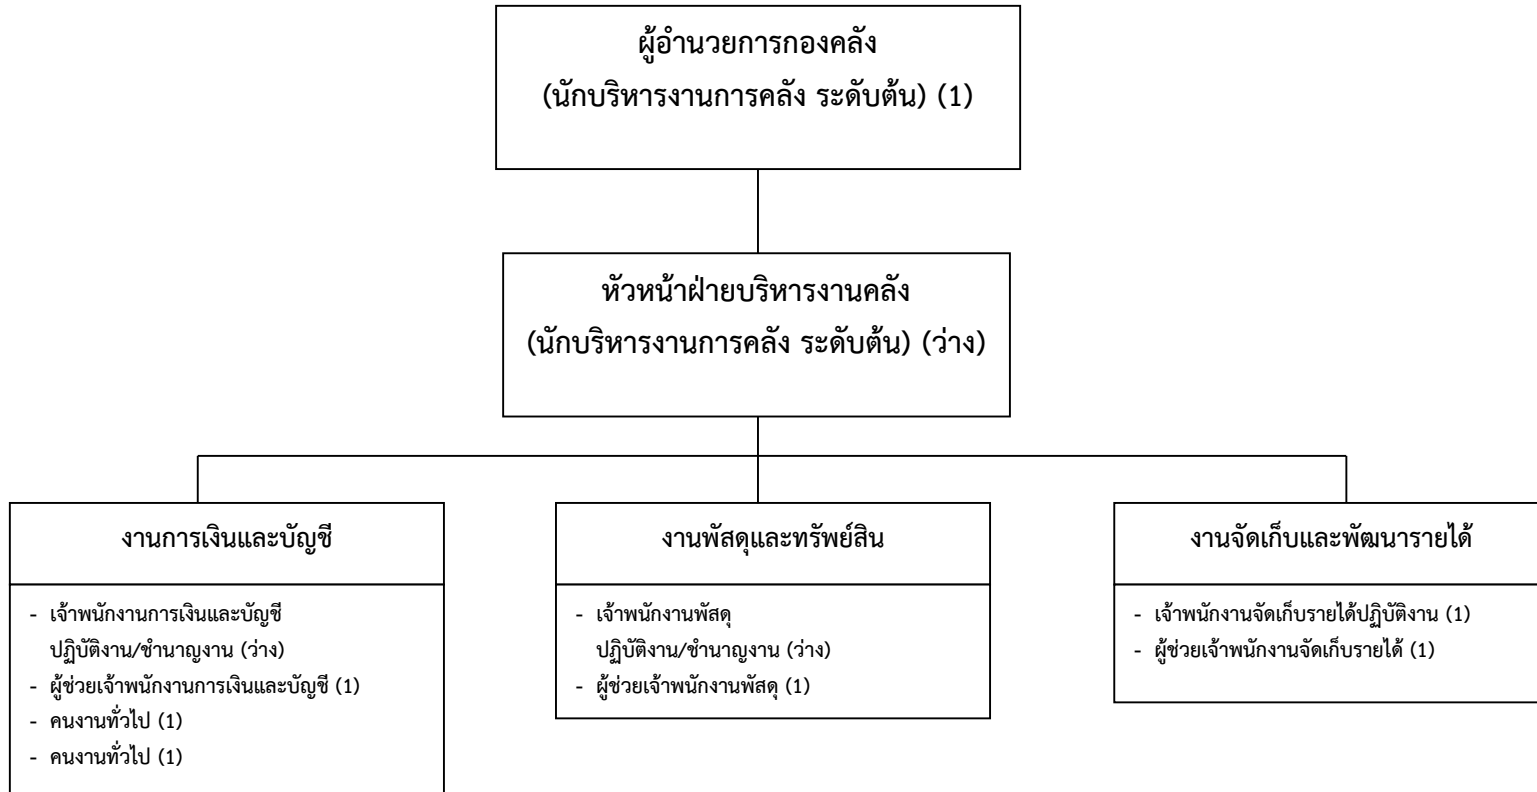 ผู้อำนวยการกองคลัง
(นักบริหารงานการคลัง ระดับต้น) (1)
หัวหน้าฝ่ายบริหารงานคลัง
(นักบริหารงานการคลัง ระดับต้น) (ว่าง)
งานการเงินและบัญชี
- เจ้าพนักงานการเงินและบัญชี
ปฏิบัติงาน/ชำนาญงาน (ว่าง)
- ผู้ช่วยเจ้าพนักงานการเงินและบัญชี (1)
- คนงานทั่วไป (1)
- คนงานทั่วไป (1)
งานพัสดุและทรัพย์สิน
- เจ้าพนักงานพัสดุ
ปฏิบัติงาน/ชำนาญงาน (ว่าง)
- ผู้ช่วยเจ้าพนักงานพัสดุ (1)
งานจัดเก็บและพัฒนารายได้
- เจ้าพนักงานจัดเก็บรายได้ปฏิบัติงาน (1)
- ผู้ช่วยเจ้าพนักงานจัดเก็บรายได้ (1)